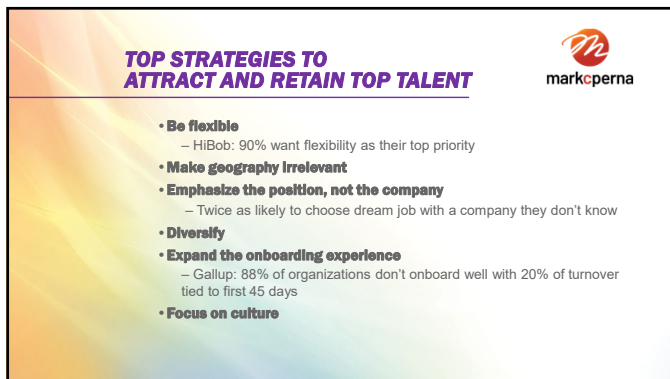 TOP STRATEGIES TO
ATTRACT AND RETAIN TOP TALENT
markcperna
• Be flexible
– HiBob: 90% want flexibility as their top priority
• Make geography irrelevant
• Emphasize the position, not the company
– Twice as likely to choose dream job with a company they don't know
• Diversify
• Expand the onboarding experience
– Gallup: 88% of organizations don't onboard well with 20% of turnover
tied to first 45 days
• Focus on culture